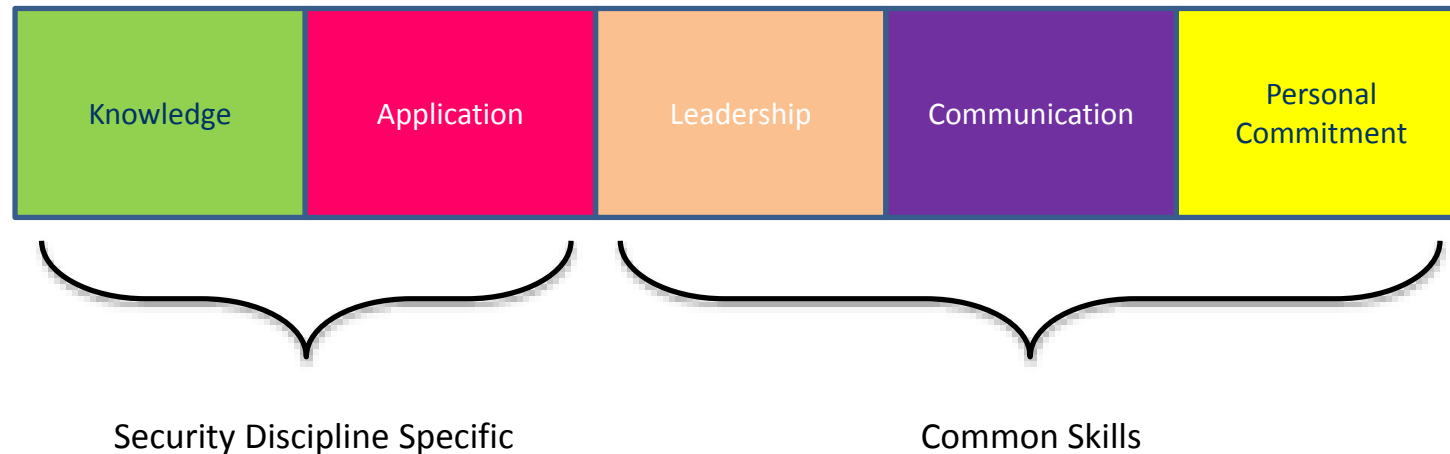 Knowledge
Application
Leadership
Communication
Personal
Commitment
Security Discipline Specific
Common Skills